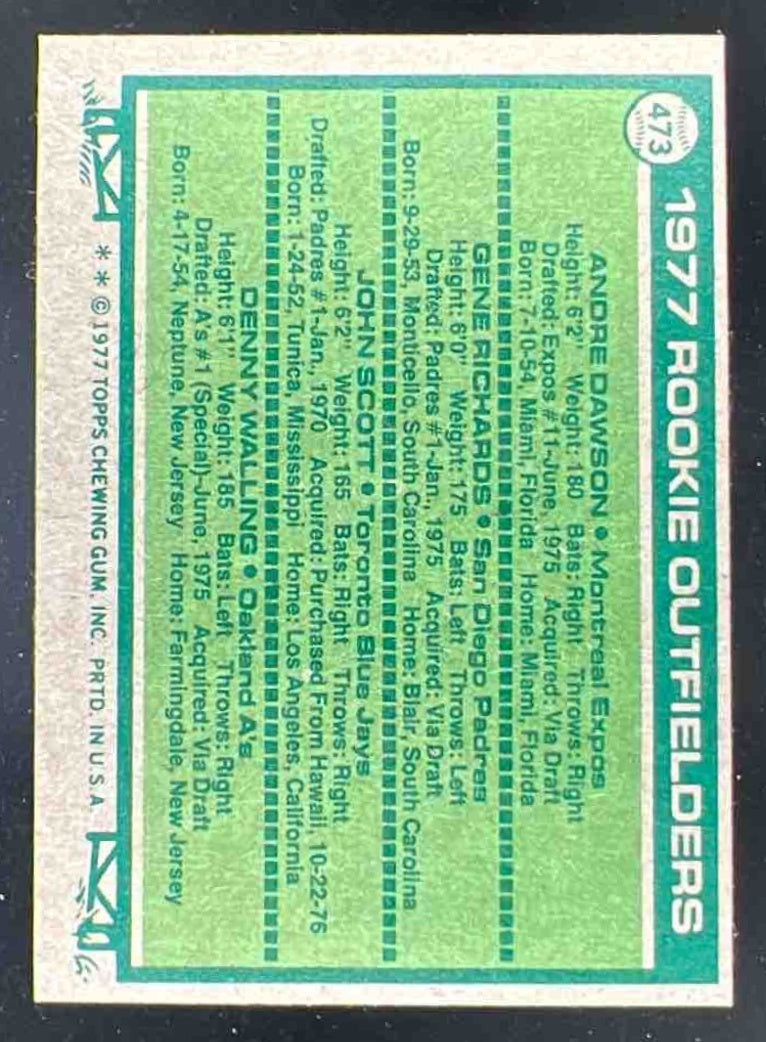 473
1977 ROOKIE OUTFIELDERS
ANDRE DAWSON • Montreal Expos
Height: 6'2" Weight: 180 Bats: Right Throws: Right
Drafted: Expos #11-June, 1975 Acquired: Via Draft
Born: 7-10-54, Miami, Florida Home: Miami, Florida
GENE RICHARDS • San Diego Padres
Height: 6'0" Weight: 175 Bats: Left Throws: Left
Drafted: Padres #1-Jan., 1975 Acquired: Via Draft
Born: 9-29-53, Monticello, South Carolina Home: Blair, South Carolina
JOHN SCOTT • Toronto Blue Jays
Height: 6'2" Weight: 165 Bats: Right Throws: Right
Drafted: Padres #1-Jan., 1970 Acquired: Purchased From Hawaii, 10-22-76
Born: 1-24-52, Tunica, Mississippi Home: Los Angeles, California
DENNY WALLING • Oakland A's
Height: 6'1" Weight: 185 Bats: Left Throws: Right
Drafted: A's #1 (Special)-June, 1975 Acquired: Via Draft
Born: 4-17-54, Neptune, New Jersey Home: Farmingdale, New Jersey
* * © 1977 TOPPS CHEWING GUM, INC. PRTD. IN U.S.A.